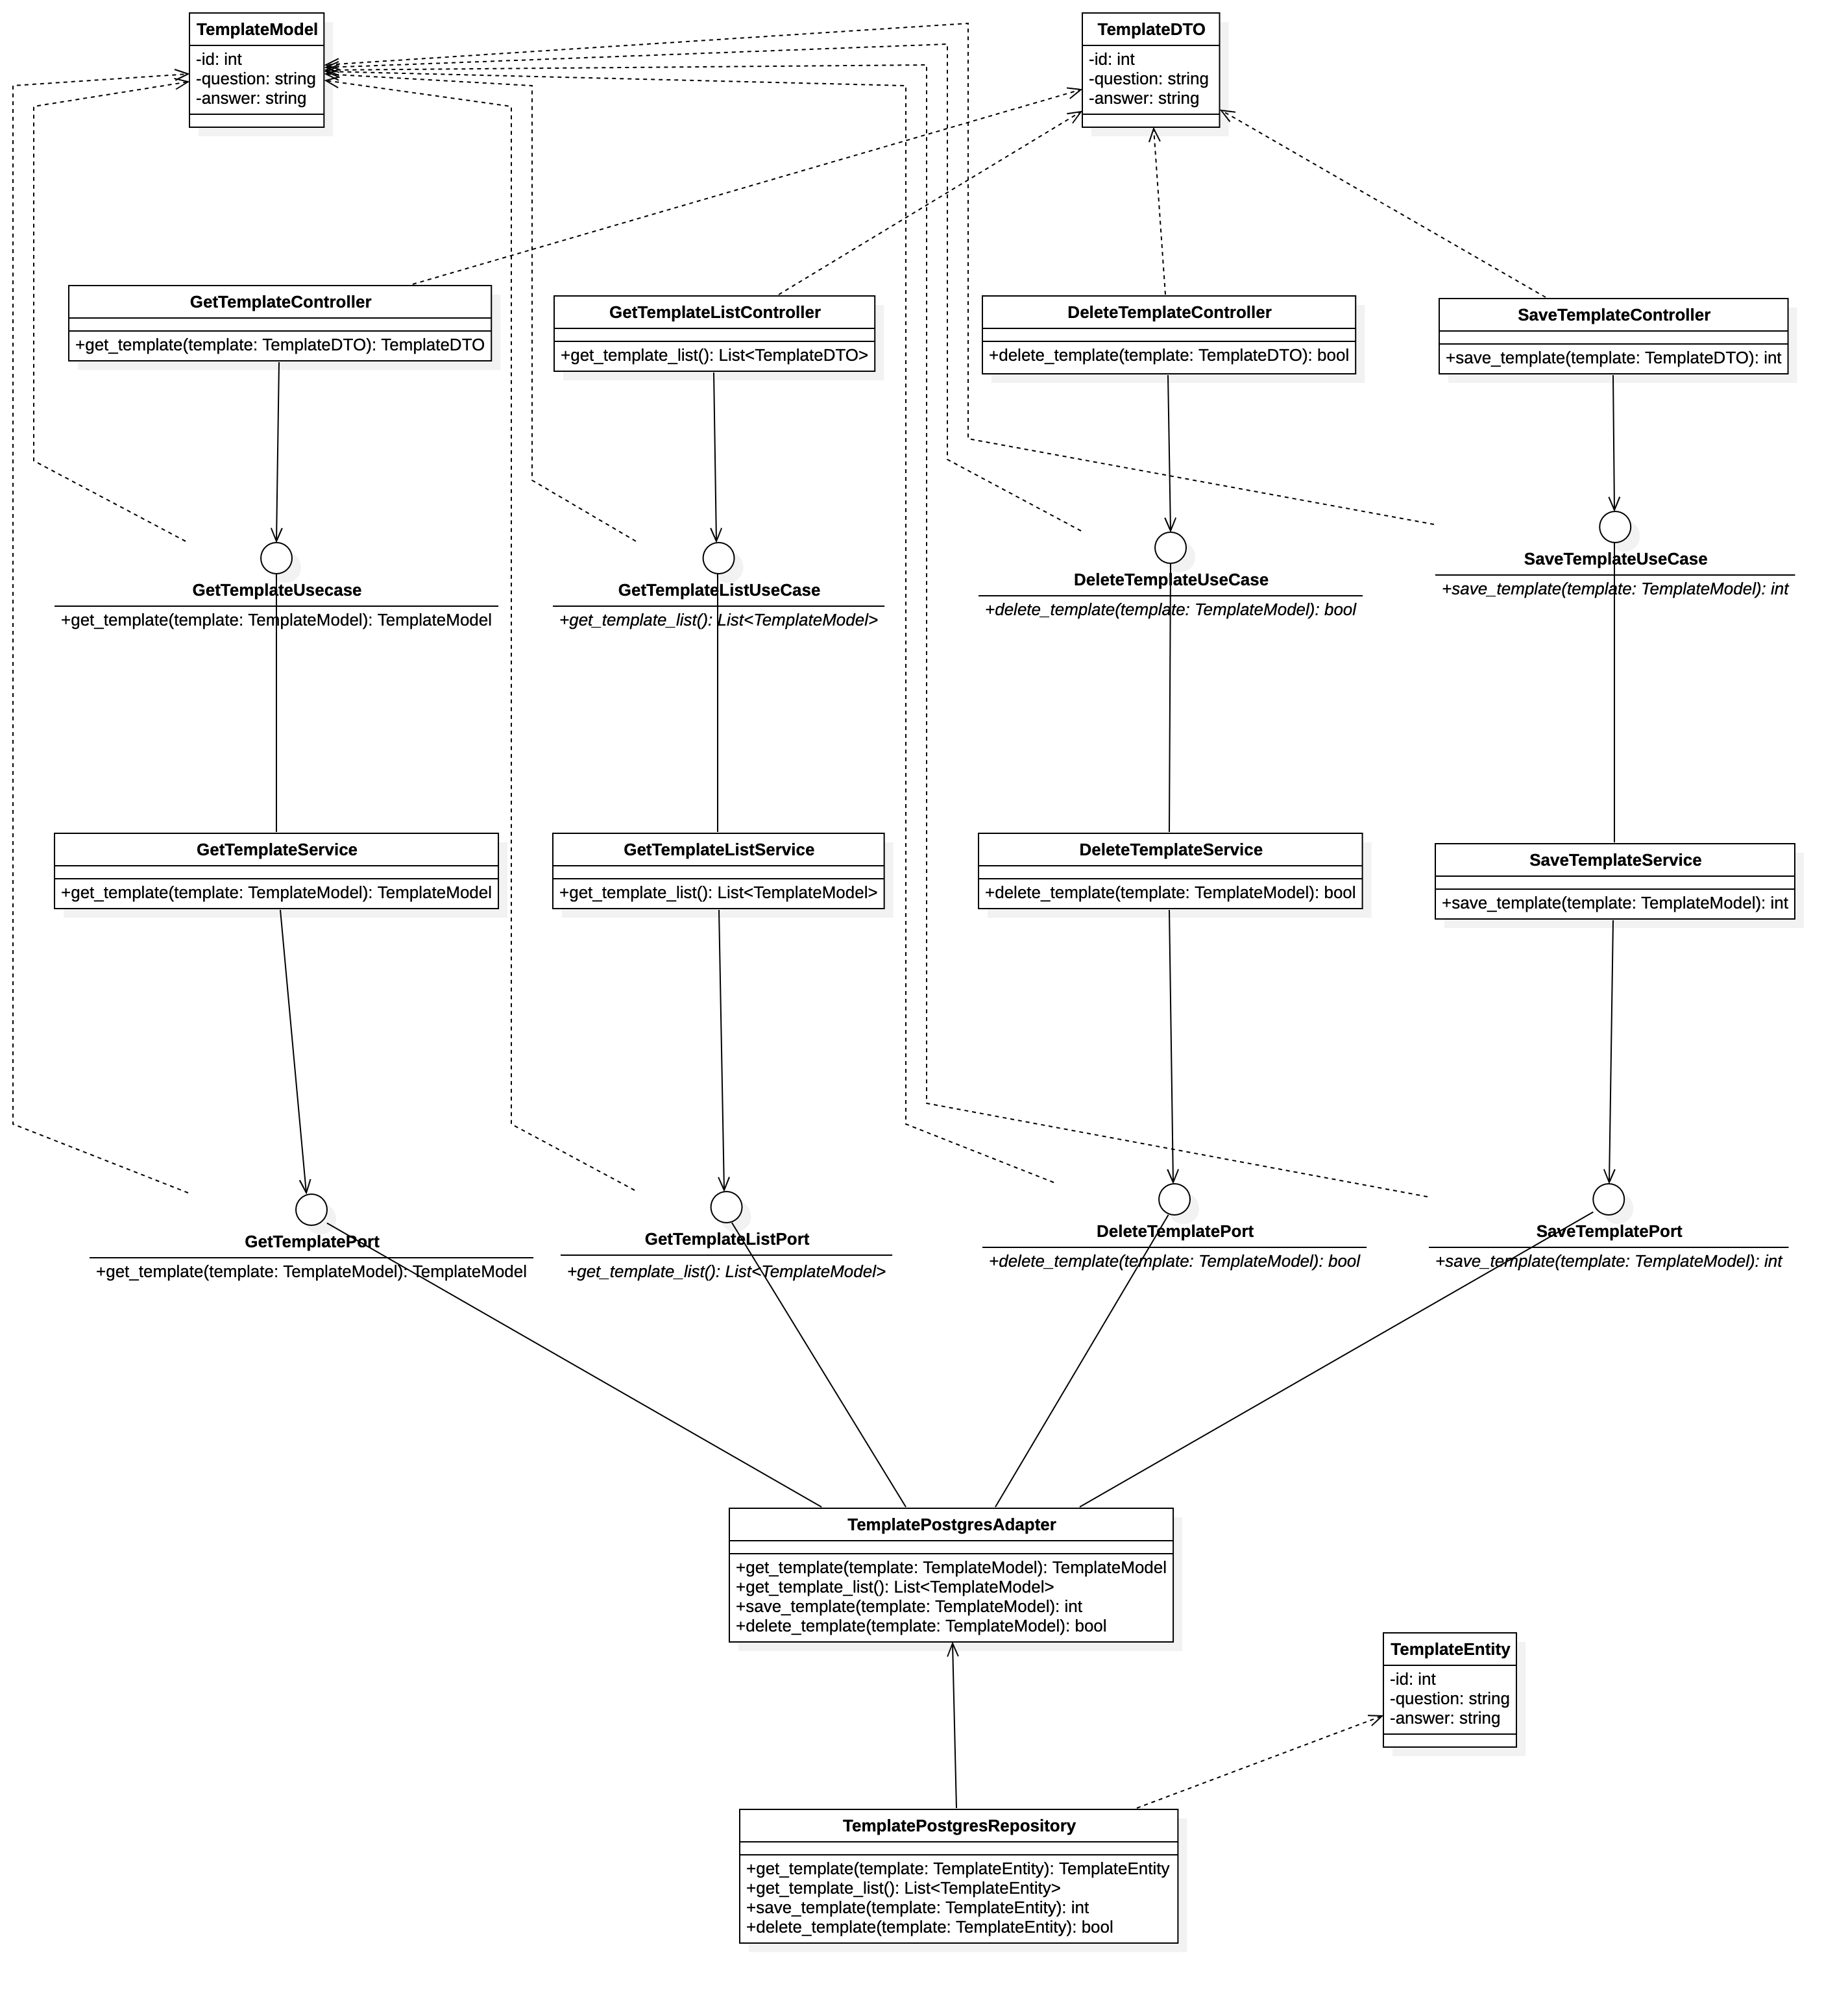 TemplateModel
-id: int
-question: string
-answer: string
TemplateDTO
-id: int
-question: string
-answer: string
GetTemplateController
+get_template(template: TemplateDTO): TemplateDTO
GetTemplateListController
+get_template_list(): List<TemplateDTO>
DeleteTemplateController
+delete_template(template: TemplateDTO): bool
SaveTemplateController
+save_template(template: TemplateDTO): int
GetTemplateUsecase
+get_template(template: TemplateModel): TemplateModel
GetTemplateListUseCase
+get_template_list(): List<TemplateModel>
DeleteTemplateUseCase
+delete_template(template: TemplateModel): bool
SaveTemplateUseCase
+save_template(template: TemplateModel): int
GetTemplateService
+get_template(template: TemplateModel): TemplateModel
GetTemplateListService
+get_template_list(): List<TemplateModel>
DeleteTemplateService
+delete_template(template: TemplateModel): bool
SaveTemplateService
+save_template(template: TemplateModel): int
GetTemplatePort
+get_template(template: TemplateModel): TemplateModel
GetTemplateListPort
+get_template_list(): List<TemplateModel>
DeleteTemplatePort
+delete_template(template: TemplateModel): bool
SaveTemplatePort
+save_template(template: TemplateModel): int
TemplatePostgresAdapter
+get_template(template: TemplateModel): TemplateModel
+get_template_list(): List<TemplateModel>
+save_template(template: TemplateModel): int
+delete_template(template: TemplateModel): bool
TemplateEntity
-id: int
-question: string
-answer: string
TemplatePostgresRepository
+get_template(template: TemplateEntity): TemplateEntity
+get_template_list(): List<TemplateEntity>
+save_template(template: TemplateEntity): int
+delete_template(template: TemplateEntity): bool